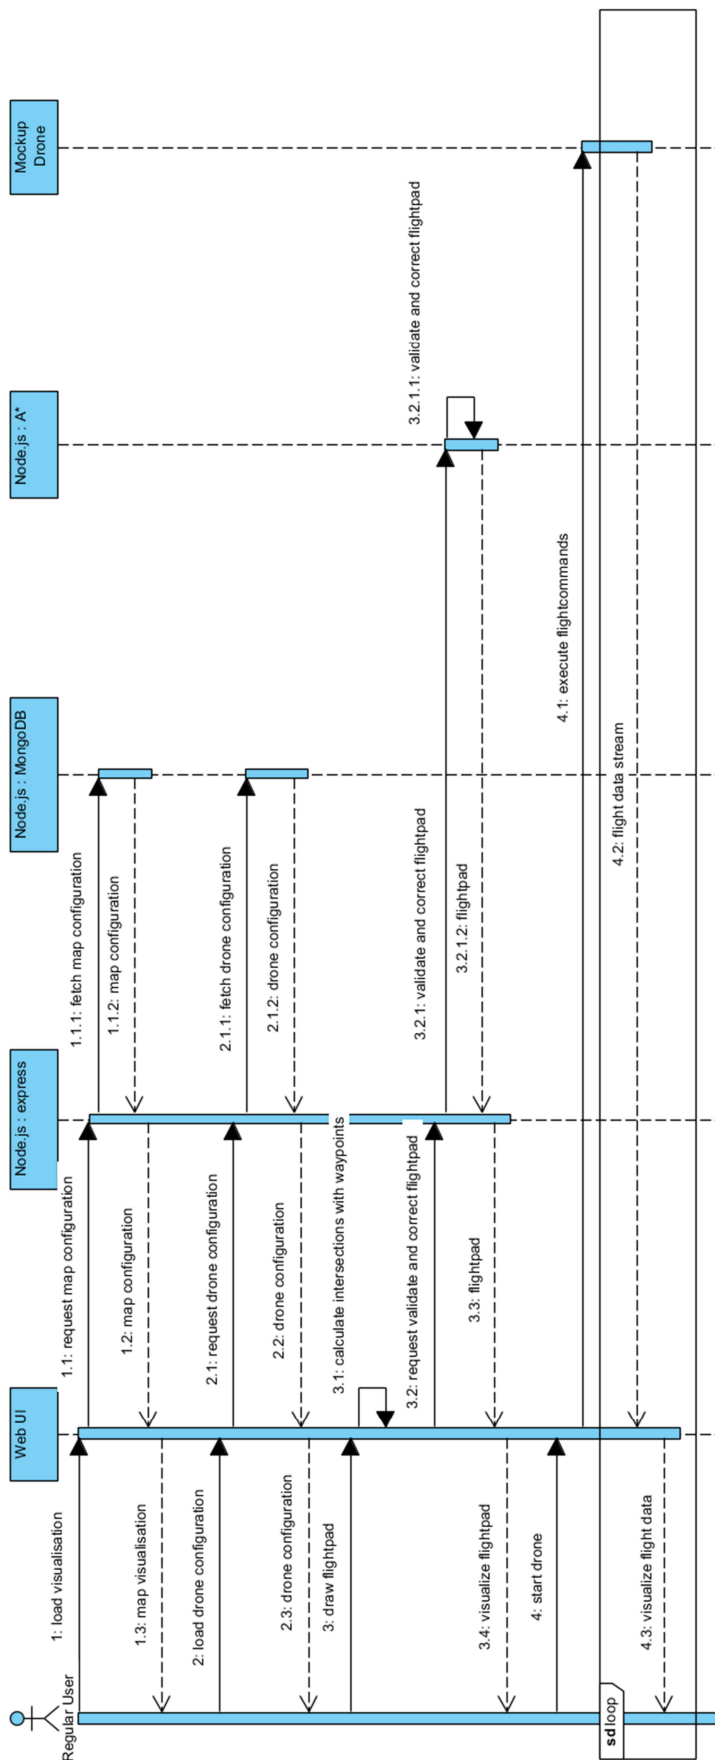 Regular User
Web UI
Node.js : express
Node.js : MongoDB
Node.js : A*
Mockup
Drone
1: load visualisation
1.1: request map configuration
1.1.1: fetch map configuration
1.1.2: map configuration
1.2: map configuration
1.3: map visualisation
2: load drone configuration
2.1: request drone configuration
2.1.1: fetch drone configuration
2.1.2: drone configuration
2.2: drone configuration
2.3: drone configuration
3: draw flightpad
3.1: calculate intersections with waypoints
3.2: request validate and correct flightpad
3.2.1: validate and correct flightpad
3.2.1.1: validate and correct flightpad
3.2.1.2: flightpad
3.3: flightpad
3.4: visualize flightpad
4: start drone
4.1: execute flightcommands
sd loop
4.2: flight data stream
4.3: visualize flight data